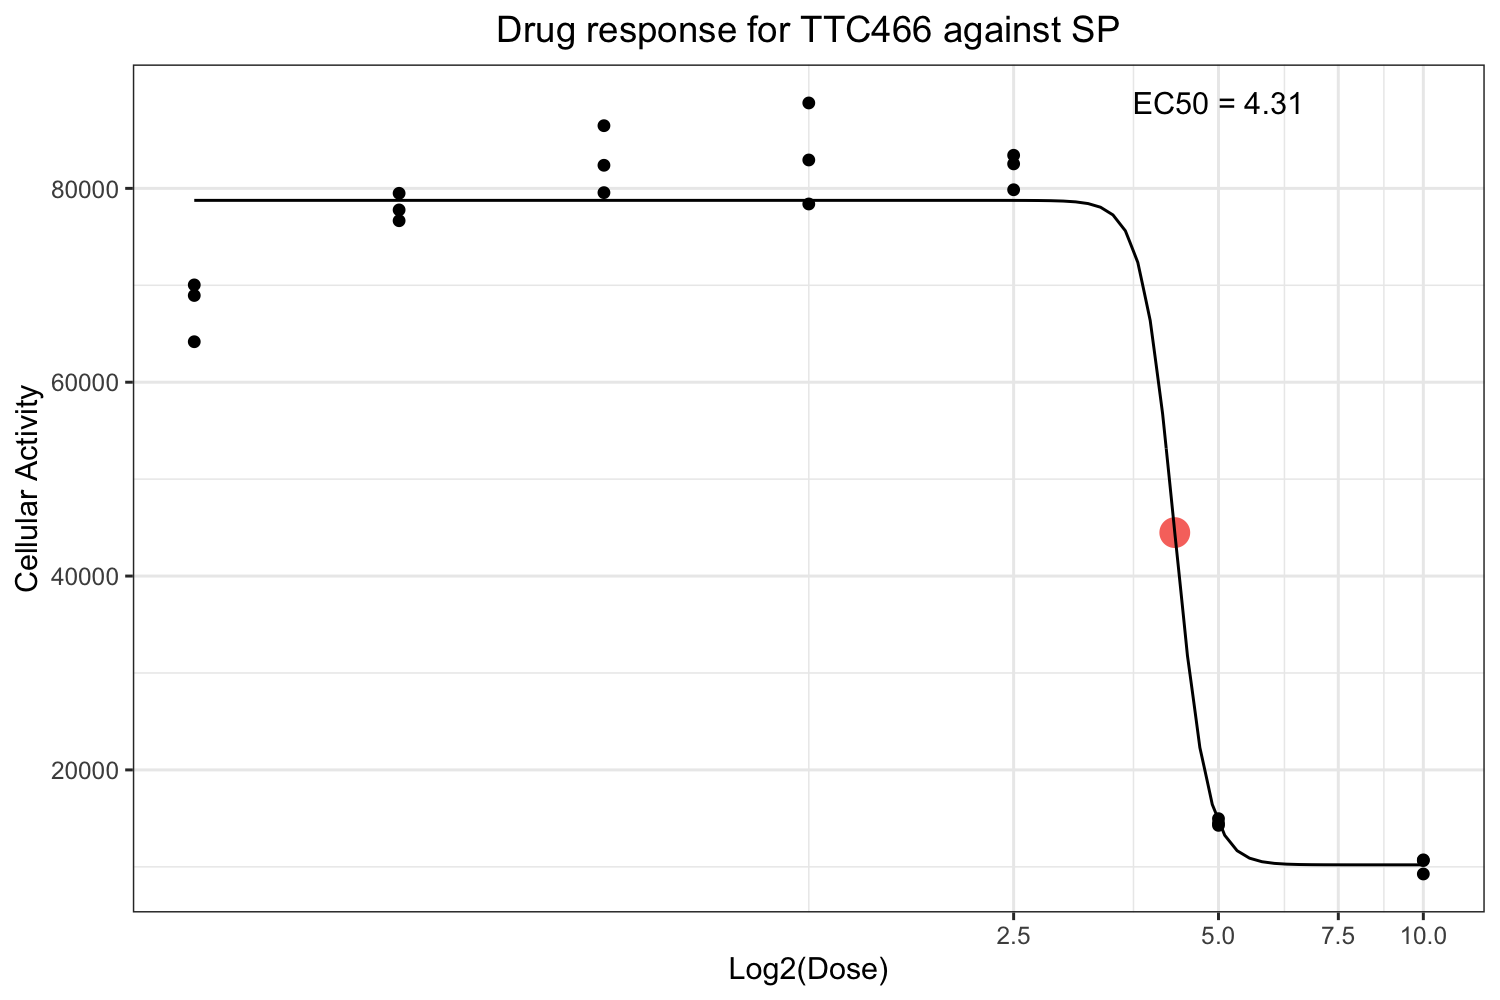 Drug response for TTC466 against SP
EC50 = 4.31
Cellular Activity
80000
60000
40000
20000
2.5 5.0 7.5 10.0
Log2(Dose)